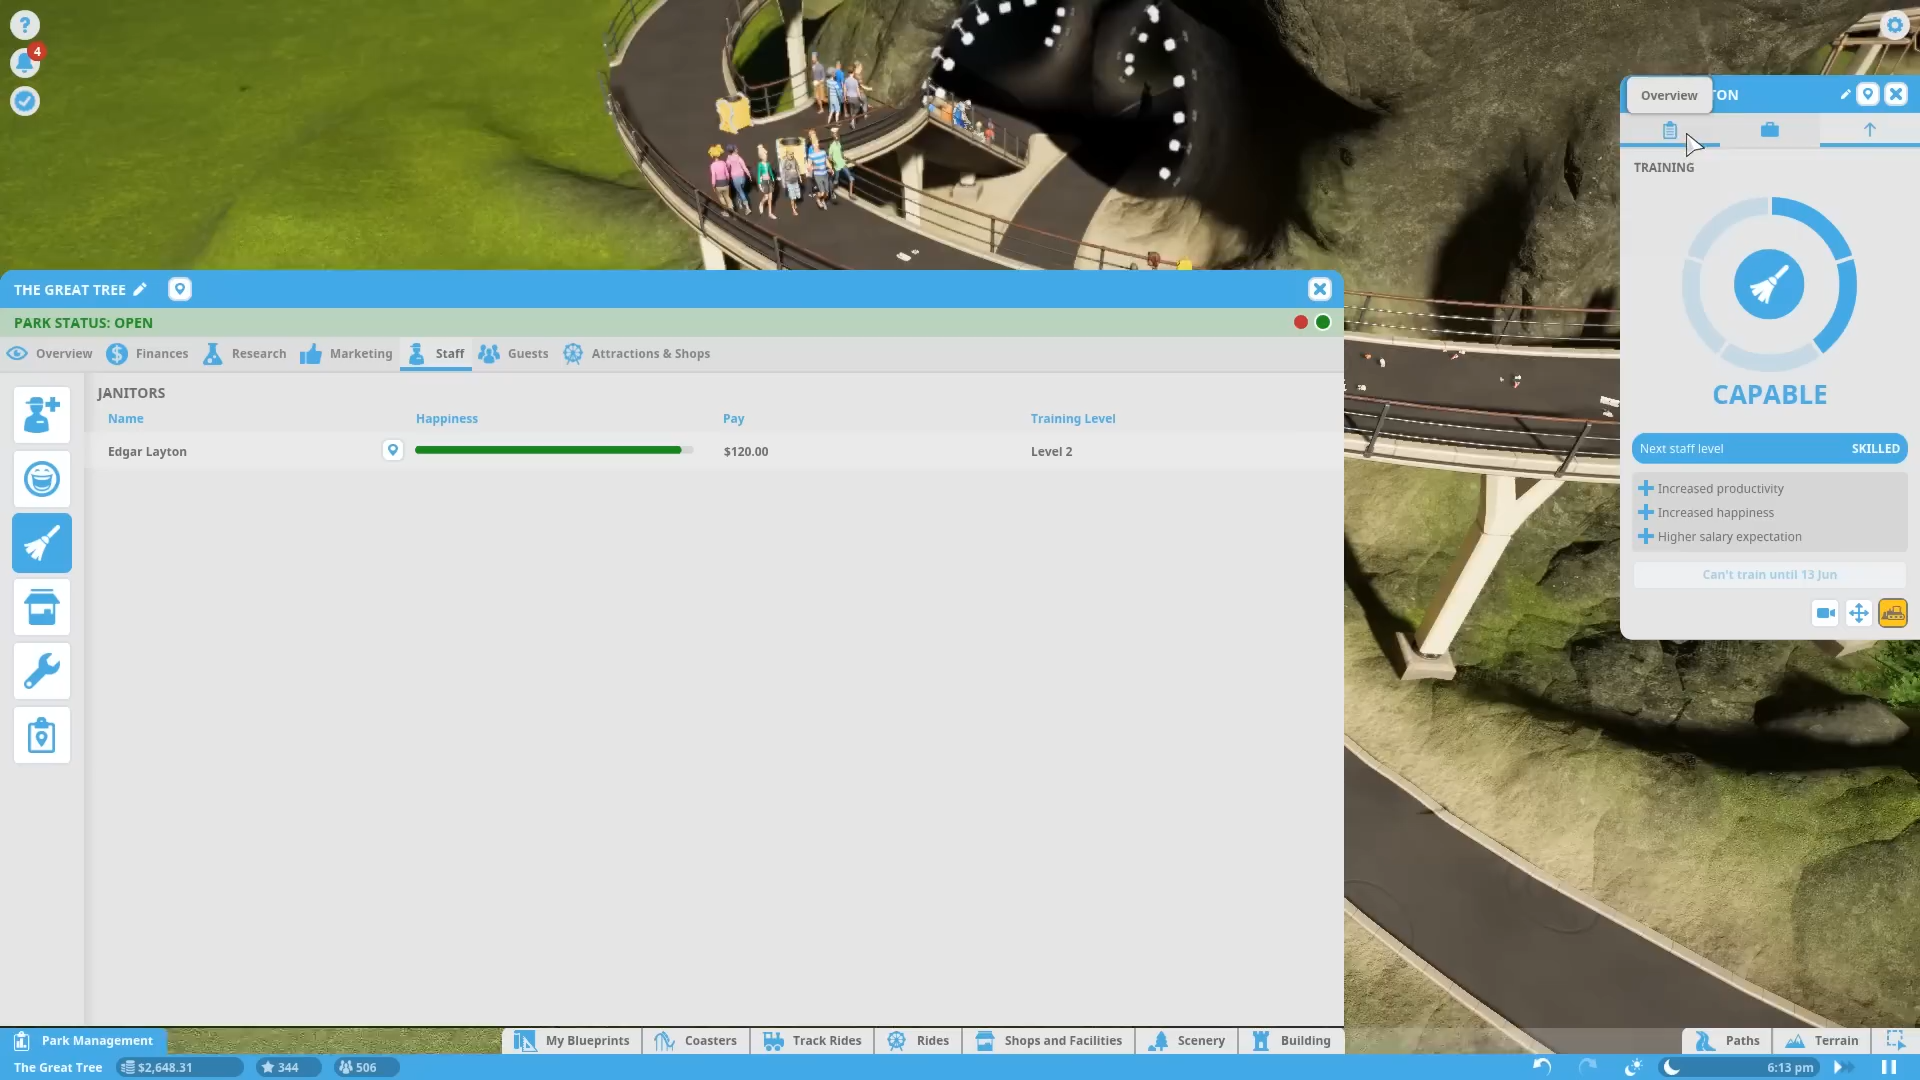 4
Overview
TON
TRAINING
CAPABLE
Next staff level SKILLED
Increased productivity
Increased happiness
Higher salary expectation
Can't train until 13 Jun
THE GREAT TREE
PARK STATUS: OPEN
Overview Finances Research Marketing Staff Guests Attractions & Shops
JANITORS
Name Happiness Pay Training Level
Edgar Layton $120.00 Level 2
Park Management My Blueprints Coasters Track Rides Rides Shops and Facilities Scenery Building Paths Terrain
The Great Tree $2,648.31 344 506 6:13 pm